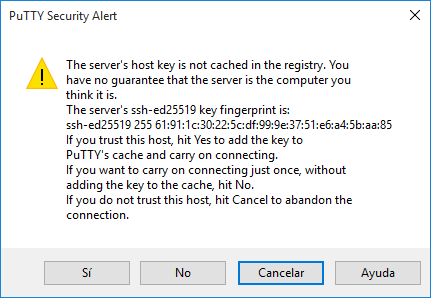 PuTTY Security Alert
The server's host key is not cached in the registry. You
have no guarantee that the server is the computer you
think it is.
The server's ssh-ed25519 key fingerprint is:
ssh-ed25519 255 61:91:1c:30:22:5c:df:99:9e:37:51:e6:a4:5b:aa:85
If you trust this host, hit Yes to add the key to
PuTTY's cache and carry on connecting.
If you want to carry on connecting just once, without
adding the key to the cache, hit No.
If you do not trust this host, hit Cancel to abandon the
connection.
Sí
No
Cancelar
Ayuda